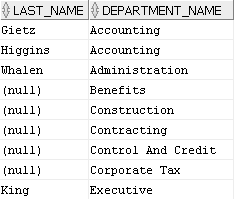 LAST_NAME DEPARTMENT_NAME
Gietz Accounting
Higgins Accounting
Whalen Administration
(null) Benefits
(null) Construction
(null) Contracting
(null) Control And Credit
(null) Corporate Tax
King Executive